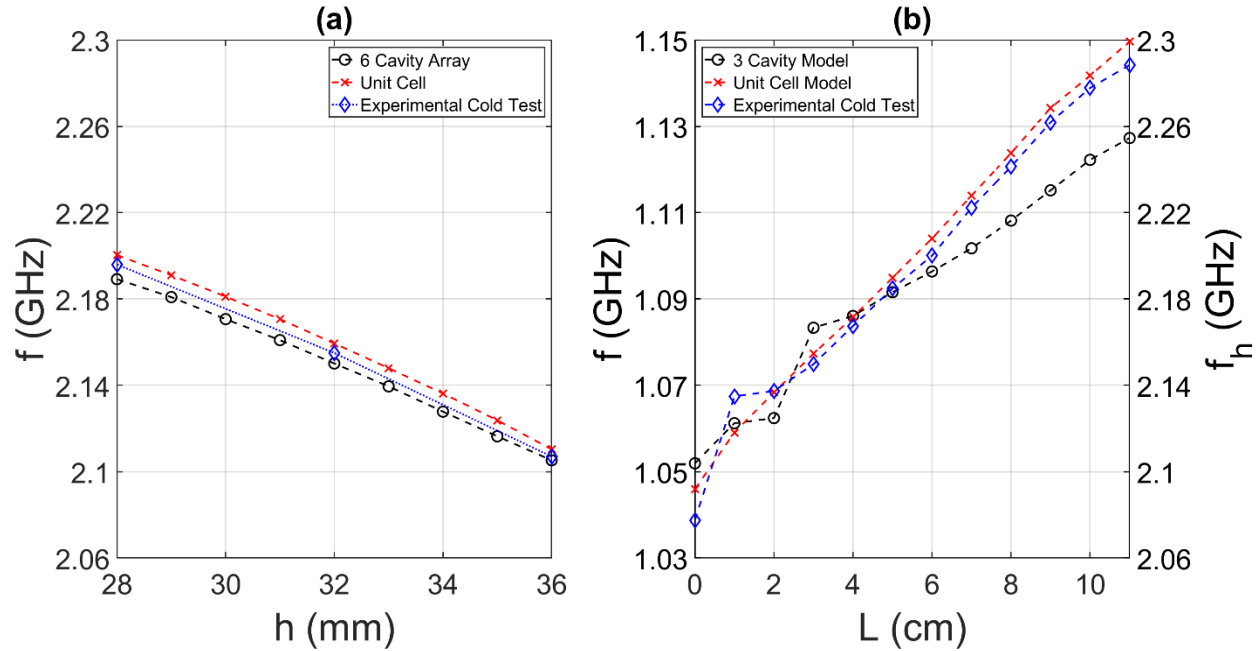 (a)
2.3
2.26
2.22
2.18
2.14
2.1
2.06
f (GHz)
28 30 32 34 36
h (mm)
6 Cavity Array
Unit Cell
Experimental Cold Test
(b)
1.15
1.13
1.11
1.09
1.07
1.05
1.03
f (GHz)
0 2 4 6 8 10
L (cm)
3 Cavity Model
Unit Cell Model
Experimental Cold Test
2.3
2.26
2.22
2.18
2.14
2.1
2.06
f_h (GHz)